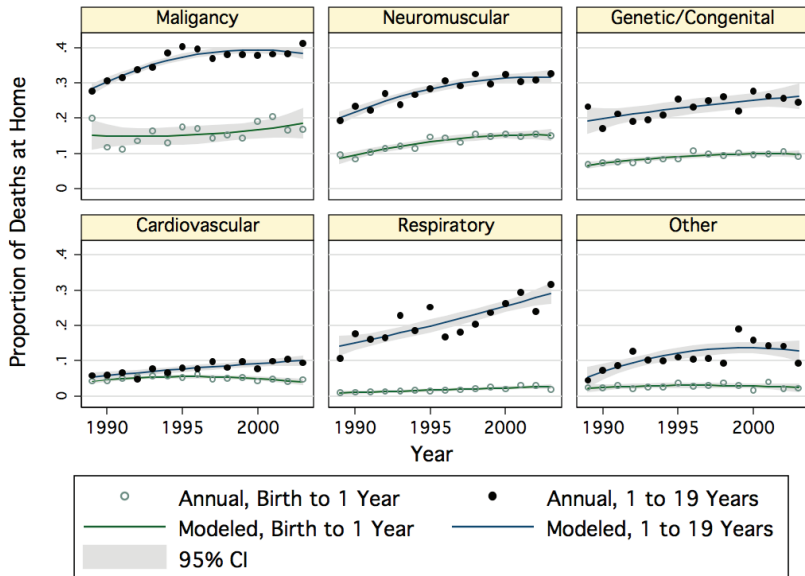 Maligancy Neuromuscular Genetic/Congenital
.4
.3
.2
.1
0
Cardiovascular Respiratory Other
.4
.3
.2
.1
0
Proportion of Deaths at Home
1990 1995 2000 1990 1995 2000 1990 1995 2000
Year
Annual, Birth to 1 Year Annual, 1 to 19 Years
Modeled, Birth to 1 Year Modeled, 1 to 19 Years
95% CI